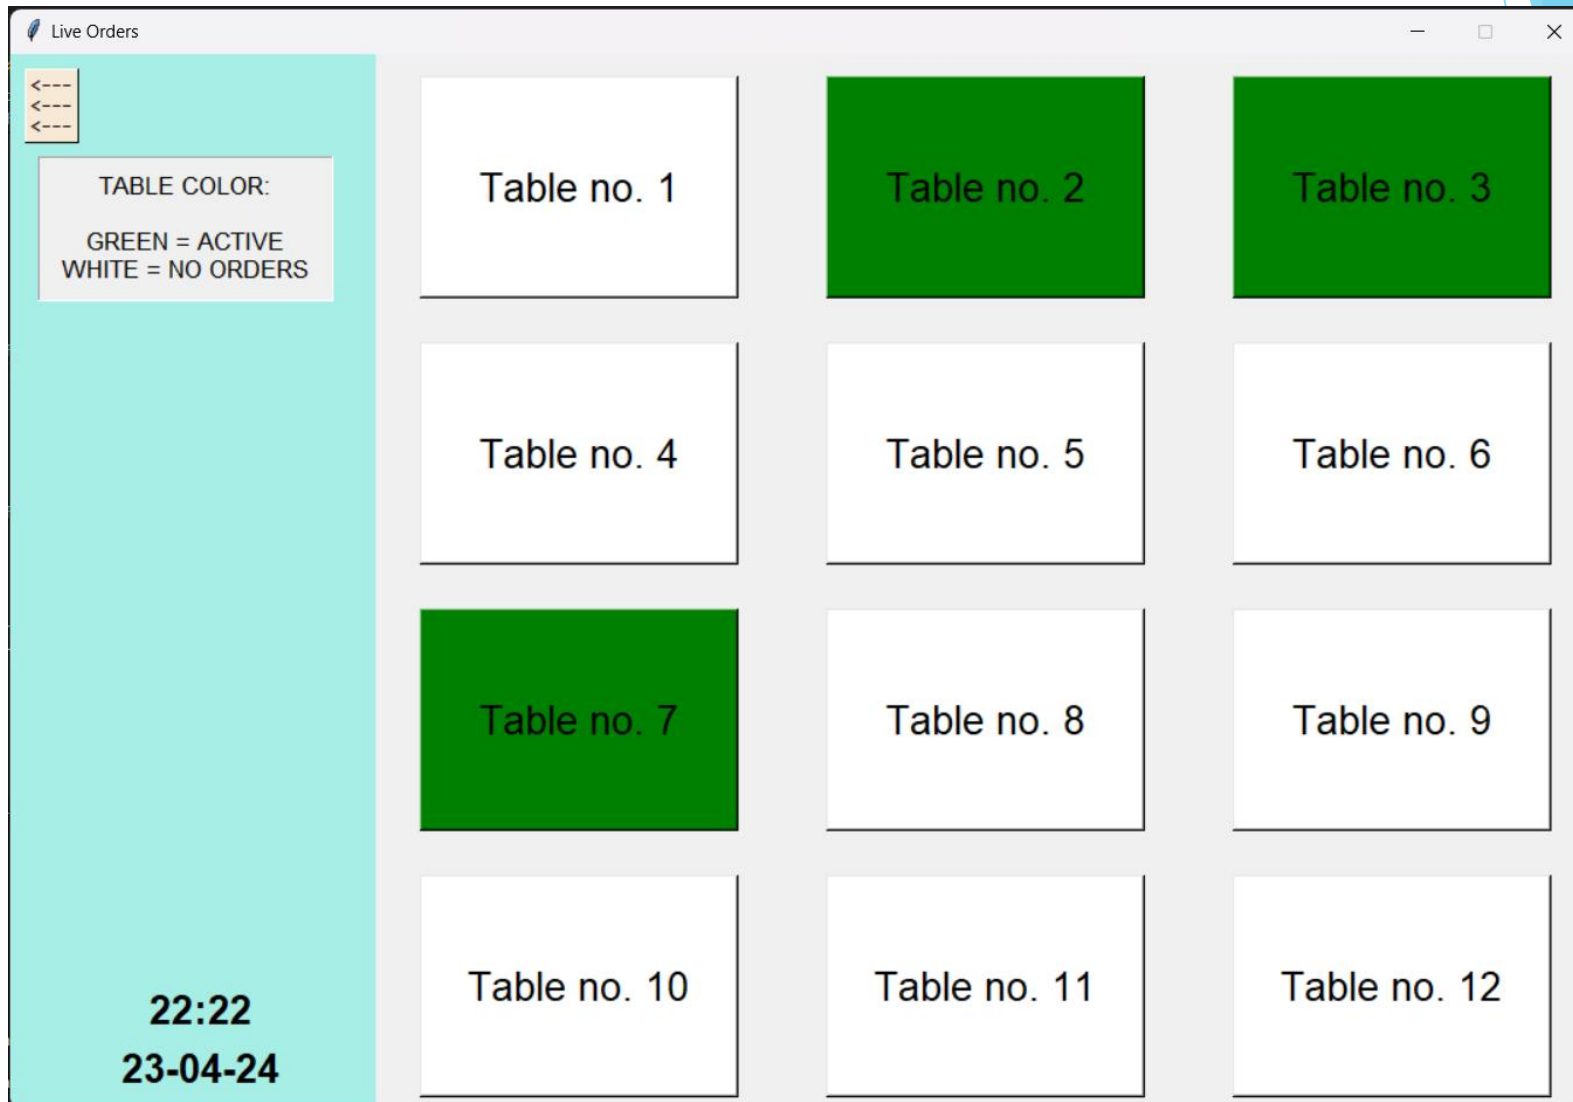 Live Orders
<---
<---
<---
TABLE COLOR:
GREEN = ACTIVE
WHITE = NO ORDERS
Table no. 1
Table no. 2
Table no. 3
Table no. 4
Table no. 5
Table no. 6
Table no. 7
Table no. 8
Table no. 9
Table no. 10
Table no. 11
Table no. 12
22:22
23-04-24